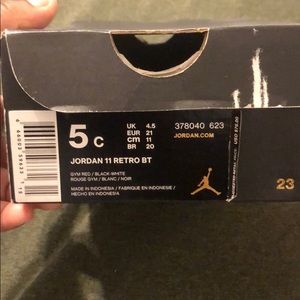 5 C
UK 4.5
EUR 21
cm 11
BR 20
378040 623
JORDAN.COM
JORDAN 11 RETRO BT
GYM RED / BLACK-WHITE
ROUGE GYM / BLANC / NOIR
MADE IN INDONESIA / FABRIQUE EN INDONESIE /
HECHO EN INDONESIA
23